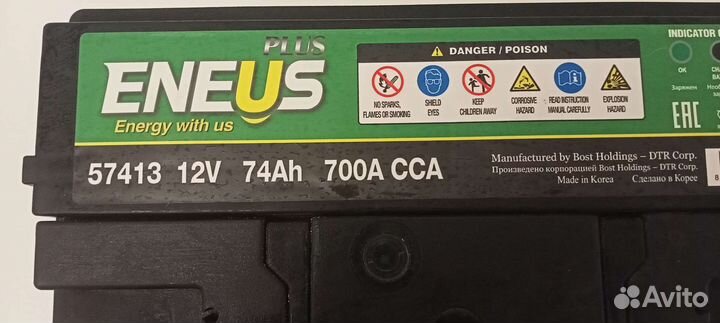 PLUS
ENEUS
Energy with us
DANGER / POISON
NO SPARKS, FLAMES OR SMOKING
SHIELD EYES
KEEP CHILDREN AWAY
CORROSIVE HAZARD
READ INSTRUCTION MANUAL CAREFULLY
EXPLOSION HAZARD
INDICATOR
OK
Заряжен
EAC
57413 12V 74Ah 700A CCA
Manufactured by Bost Holdings – DTR Corp.
Произведено корпорацией Bost Holdings – DTR Corp.
Made in Korea Сделано в Корее
8
Avito